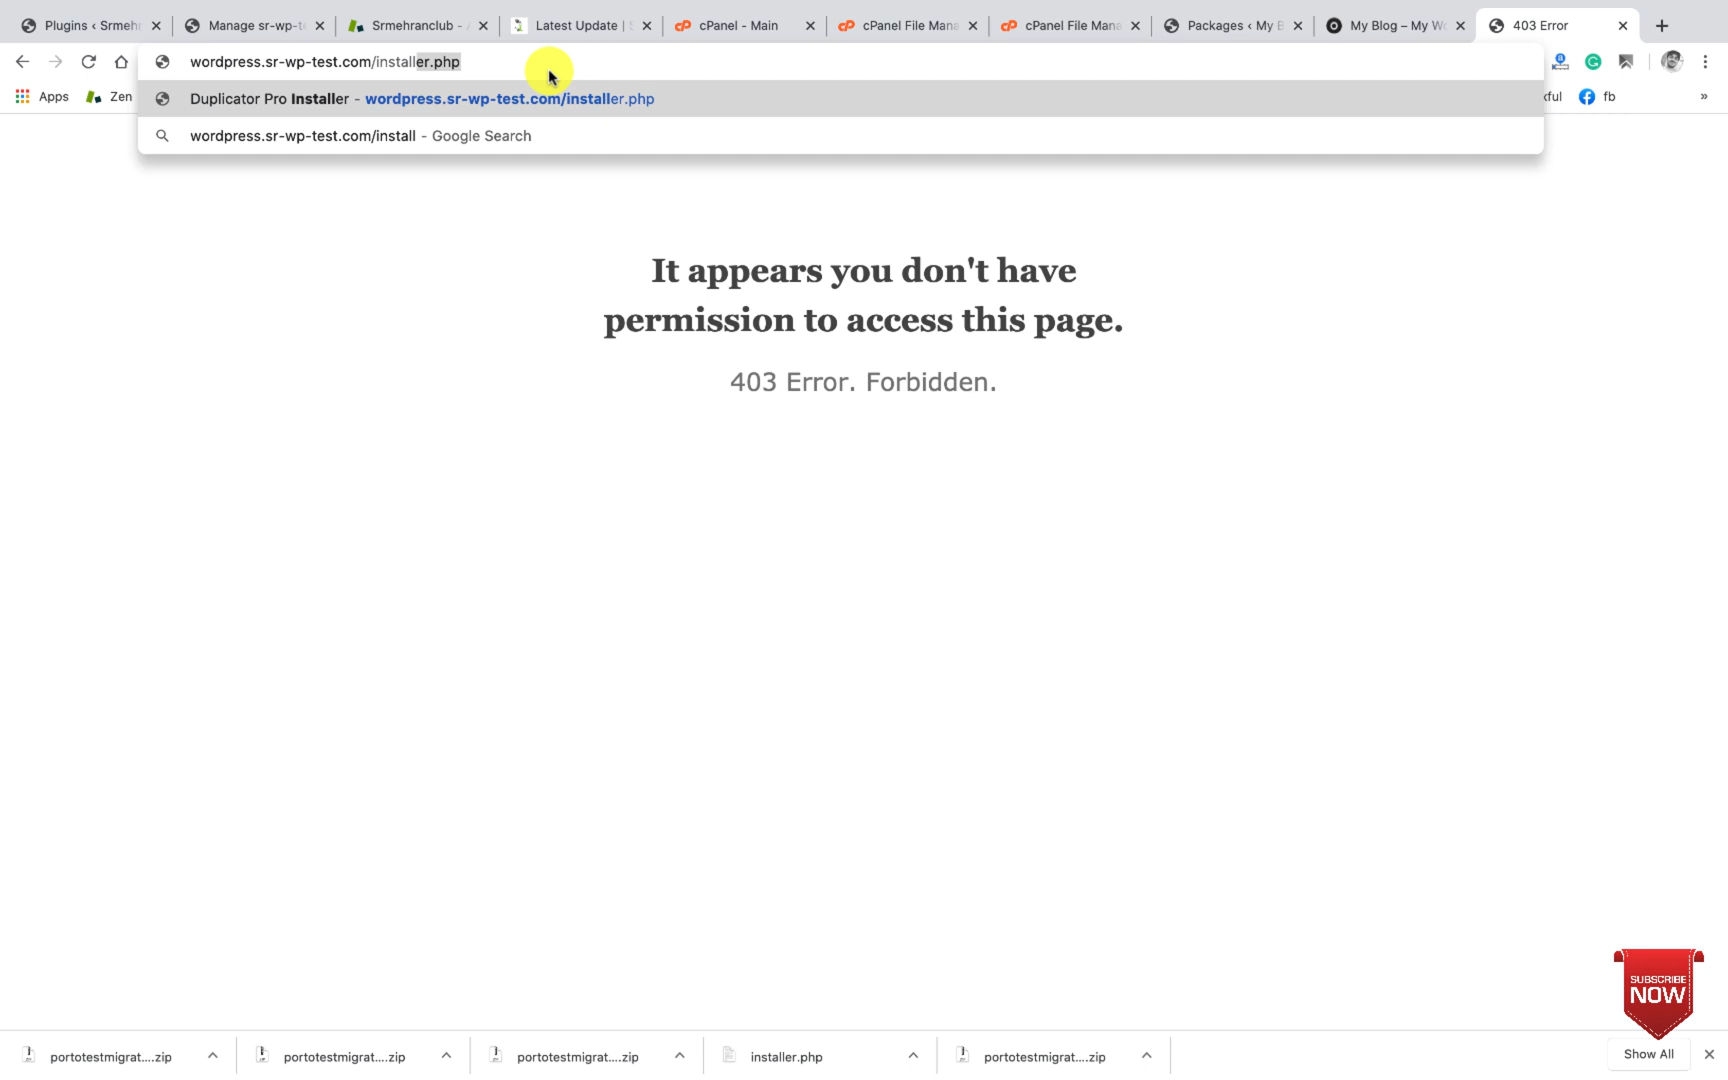 Plugins ‹ Srmehr
Manage sr-wp-te
Srmehranclub - A
Latest Update | S
cPanel - Main
cPanel File Mana
cPanel File Mana
Packages ‹ My B
My Blog – My Wo
403 Error
wordpress.sr-wp-test.com/installer.php
Apps
Zen
Duplicator Pro Installer - wordpress.sr-wp-test.com/installer.php
xful
fb
»
wordpress.sr-wp-test.com/install - Google Search
It appears you don't have
permission to access this page.
403 Error. Forbidden.
SUBSCRIBE
NOW
portotestmigrat....zip
portotestmigrat....zip
portotestmigrat....zip
installer.php
portotestmigrat....zip
Show All